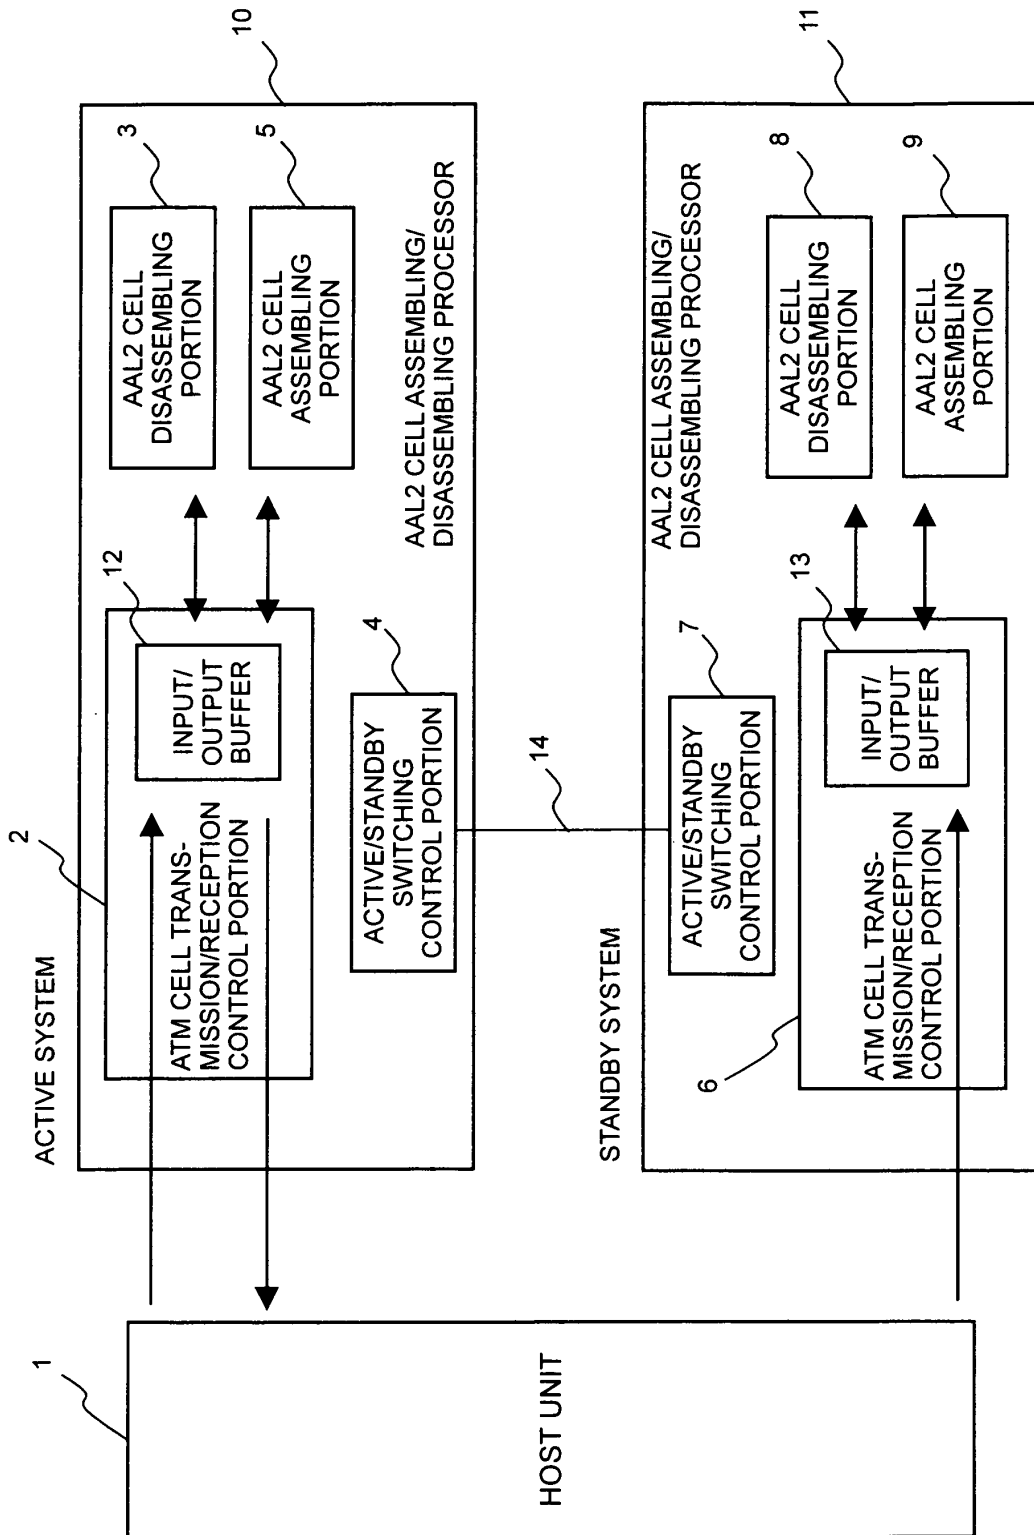 1
HOST UNIT
ACTIVE SYSTEM
2
ATM CELL TRANS-
MISSION/RECEPTION
CONTROL PORTION
12
INPUT/
OUTPUT
BUFFER
3
AAL2 CELL
DISASSEMBLING
PORTION
5
AAL2 CELL
ASSEMBLING
PORTION
10
4
ACTIVE/STANDBY
SWITCHING
CONTROL PORTION
AAL2 CELL ASSEMBLING/
DISASSEMBLING PROCESSOR
14
STANDBY SYSTEM
7
ACTIVE/STANDBY
SWITCHING
CONTROL PORTION
AAL2 CELL ASSEMBLING/
DISASSEMBLING PROCESSOR
11
6
ATM CELL TRANS-
MISSION/RECEPTION
CONTROL PORTION
13
INPUT/
OUTPUT
BUFFER
8
AAL2 CELL
DISASSEMBLING
PORTION
9
AAL2 CELL
ASSEMBLING
PORTION